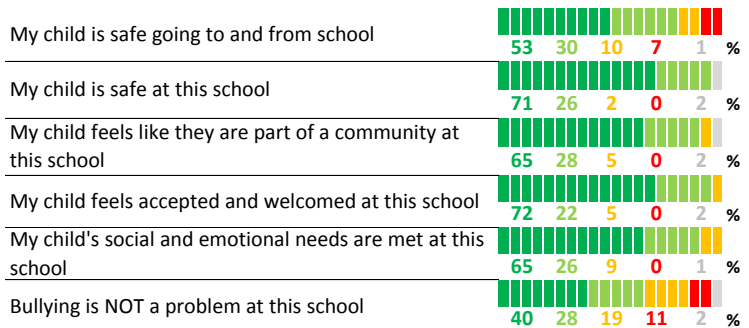 My child is safe going to and from school
53 30 10 7 1 %
My child is safe at this school
71 26 2 0 2 %
My child feels like they are part of a community at
this school
65 28 5 0 2 %
My child feels accepted and welcomed at this school
72 22 5 0 2 %
My child's social and emotional needs are met at this
school
65 26 9 0 1 %
Bullying is NOT a problem at this school
40 28 19 11 2 %